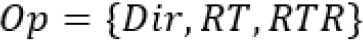 Op = {Dir, RT, RTR}